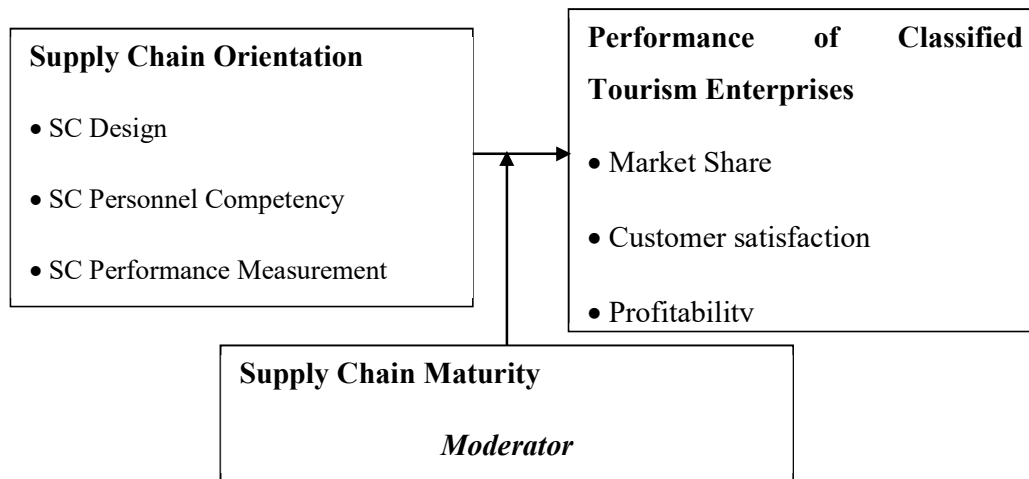 Supply Chain Orientation
• SC Design
• SC Personnel Competency
• SC Performance Measurement
Performance of Classified
Tourism Enterprises
• Market Share
• Customer satisfaction
• Profitability
Supply Chain Maturity
Moderator